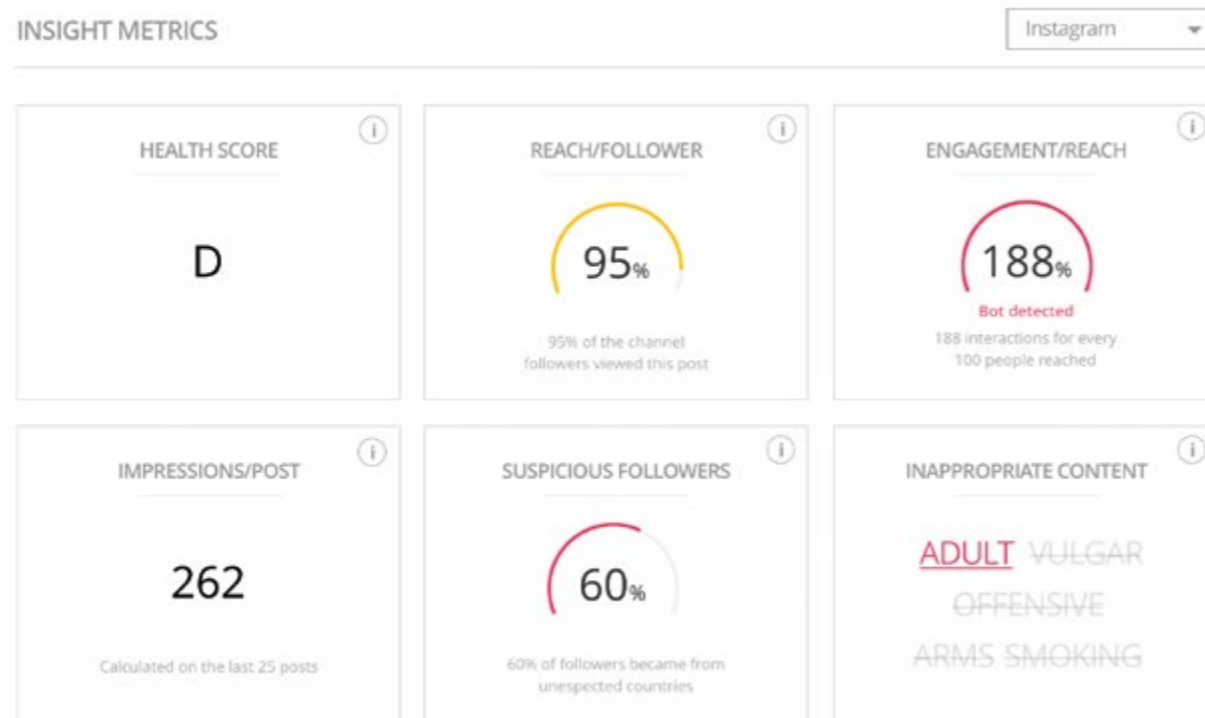 INSIGHT METRICS
Instagram
HEALTH SCORE
D
REACH/FOLLOWER
95%
95% of the channel
followers viewed this post
ENGAGEMENT/REACH
188%
Bot detected
188 interactions for every
100 people reached
IMPRESSIONS/POST
262
Calculated on the last 25 posts
SUSPICIOUS FOLLOWERS
60%
60% of followers became from
unexpected countries
INAPPROPRIATE CONTENT
ADULT VULGAR
OFFENSIVE
ARMS SMOKING